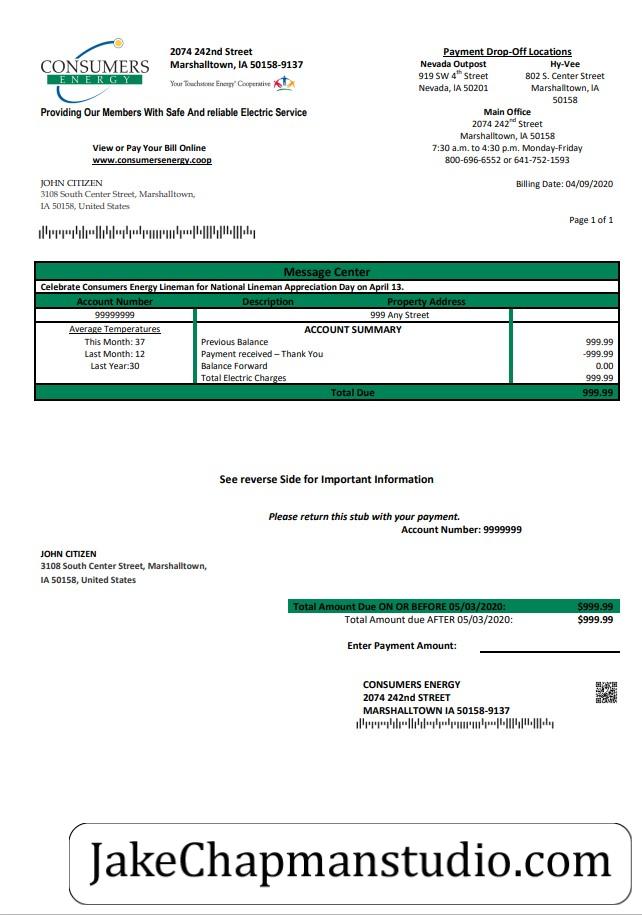 CONSUMERS
ENERGY
2074 242nd Street
Marshalltown, IA 50158-9137
Your Touchstone Energy® Cooperative
Providing Our Members With Safe And reliable Electric Service
View or Pay Your Bill Online
www.consumersenergy.coop
Payment Drop-Off Locations
Nevada Outpost
919 SW 4th Street
Nevada, IA 50201
Hy-Vee
802 S. Center Street
Marshalltown, IA
50158
Main Office
2074 242nd Street
Marshalltown, IA 50158
7:30 a.m. to 4:30 p.m. Monday-Friday
800-696-6552 or 641-752-1593
JOHN CITIZEN
3108 South Center Street, Marshalltown,
IA 50158, United States
Billing Date: 04/09/2020
Page 1 of 1
Message Center
Celebrate Consumers Energy Lineman for National Lineman Appreciation Day on April 13.
Account Number Description Property Address
99999999 999 Any Street
Average Temperatures
This Month: 37
Last Month: 12
Last Year:30
ACCOUNT SUMMARY
Previous Balance 999.99
Payment received – Thank You -999.99
Balance Forward 0.00
Total Electric Charges 999.99
Total Due 999.99
See reverse Side for Important Information
Please return this stub with your payment.
Account Number: 9999999
JOHN CITIZEN
3108 South Center Street, Marshalltown,
IA 50158, United States
Total Amount Due ON OR BEFORE 05/03/2020: $999.99
Total Amount due AFTER 05/03/2020: $999.99
Enter Payment Amount:
CONSUMERS ENERGY
2074 242nd STREET
MARSHALLTOWN IA 50158-9137
JakeChapmanstudio.com